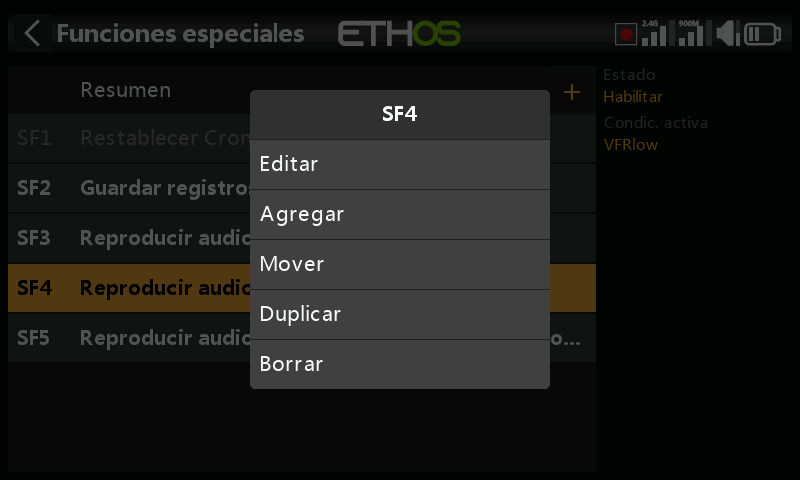 Funciones especiales
ETHOS
2.4G
900M
Resumen
+
Estado
Habilitar
Condic. activa
VFRlow
SF1 Restablecer Cron
SF2 Guardar registros
SF3 Reproducir audio
SF4 Reproducir audio
SF5 Reproducir audio o...
SF4
Editar
Agregar
Mover
Duplicar
Borrar